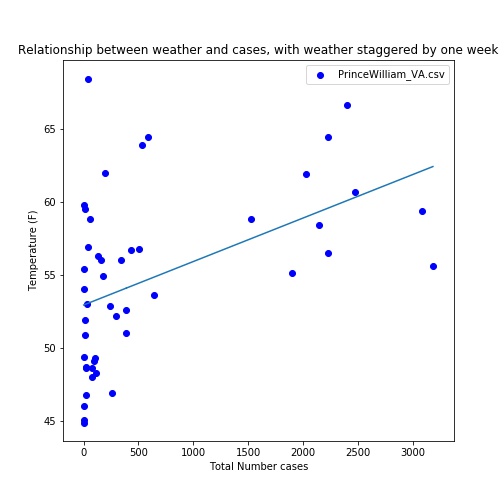 Relationship between weather and cases, with weather staggered by one week
PrinceWilliam_VA.csv
Temperature (F)
65
60
55
50
45
0 500 1000 1500 2000 2500 3000
Total Number cases